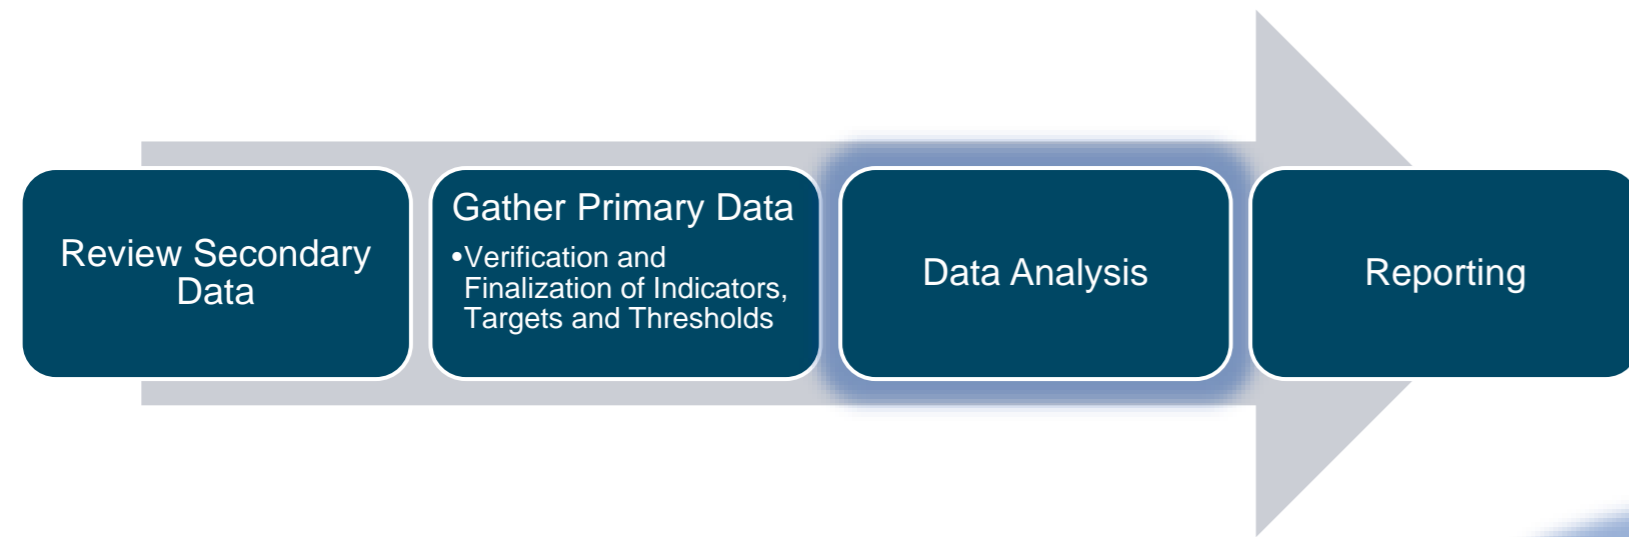 Review Secondary
Data
Gather Primary Data
•Verification and
Finalization of Indicators,
Targets and Thresholds
Data Analysis
Reporting